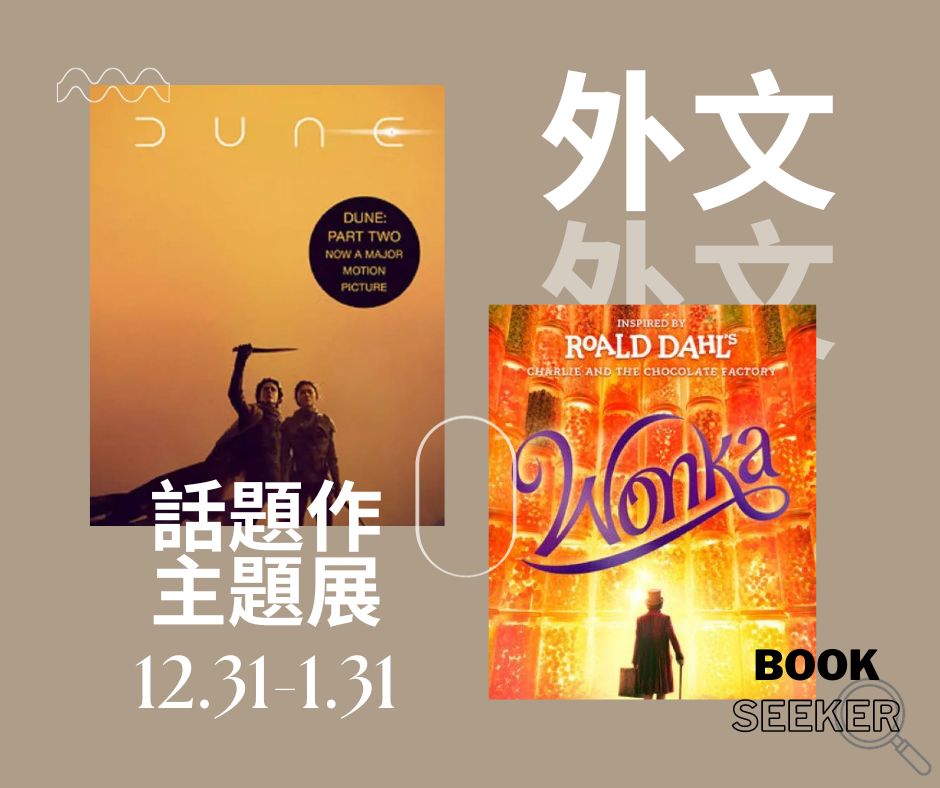 DUNE
DUNE:
PART TWO
NOW A MAJOR
MOTION
PICTURE
外文
外文
INSPIRED BY
ROALD DAHL'S
CHARLIE AND THE CHOCOLATE FACTORY
Wonka
話題作
主題展
12.31-1.31
BOOK
SEEKER